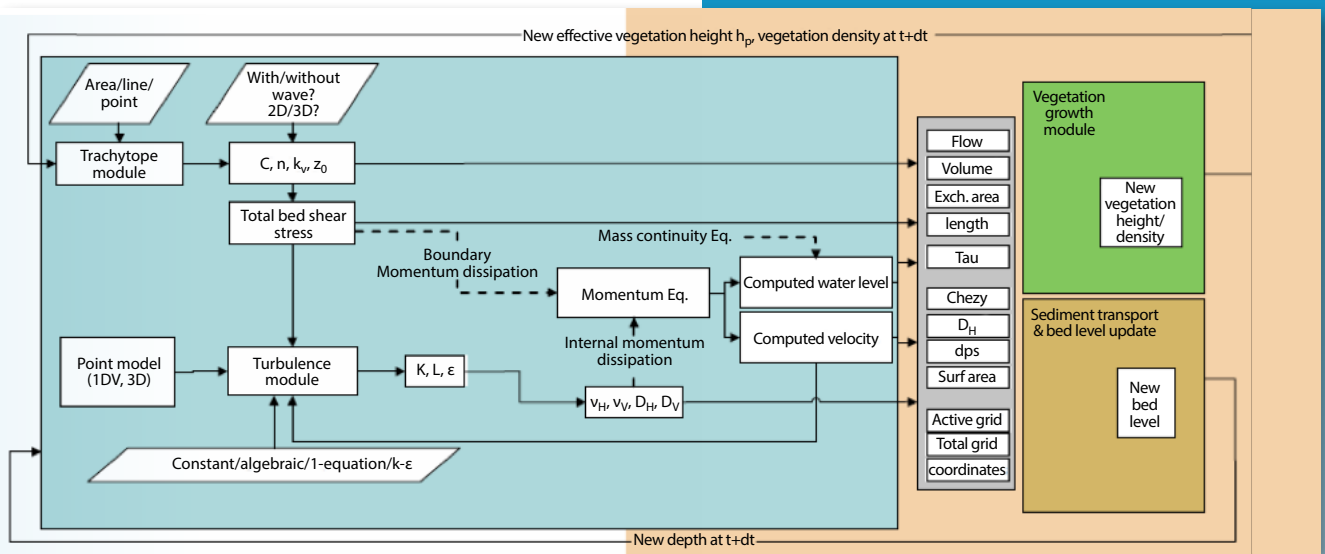 New effective vegetation height hp, vegetation density at t+dt
Area/line/
point
With/without
wave?
2D/3D?
Trachytope
module
C, n, kv, z0
Total bed shear
stress
Boundary
Momentum dissipation
Mass continuity Eq.
Momentum Eq.
Computed water level
Computed velocity
Internal momentum
dissipation
Point model
(1DV, 3D)
Turbulence
module
K, L, ε
νH, νV, DH, DV
Constant/algebraic/1-equation/k-ε
Flow
Volume
Exch. area
length
Tau
Chezy
DH
dps
Surf area
Active grid
Total grid
coordinates
Vegetation
growth
module
New
vegetation
height/
density
Sediment transport
& bed level update
New
bed
level
New depth at t+dt